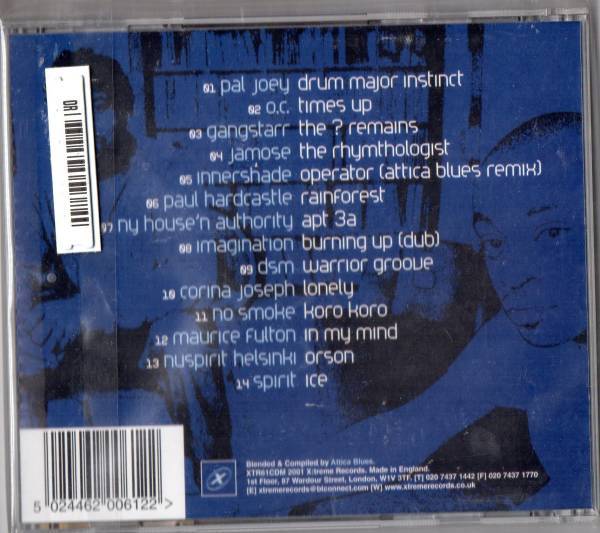 01 pal joey drum major instinct
02 o.c. times up
03 gangstarr the ? remains
04 jamose the rhymthologist
05 innershade operator (attica blues remix)
06 paul hardcastle rainforest
07 ny house'n authority apt 3a
08 imagination burning up (dub)
09 dsm warrior groove
10 corina joseph lonely
11 no smoke koro koro
12 maurice fulton in my mind
13 nuspirit helsinki orson
14 spirit ice
Blended & Compiled by Attica Blues.
XTR61CDM 2001 X:treme Records. Made in England.
1st Floor, 87 Wardour Street, London, W1V 3TF. [T] 020 7437 1442 [F] 020 7437 1770
[E] xtremerecords@btconnect.com [W] www.xtremerecords.co.uk
5 024462 006122 >